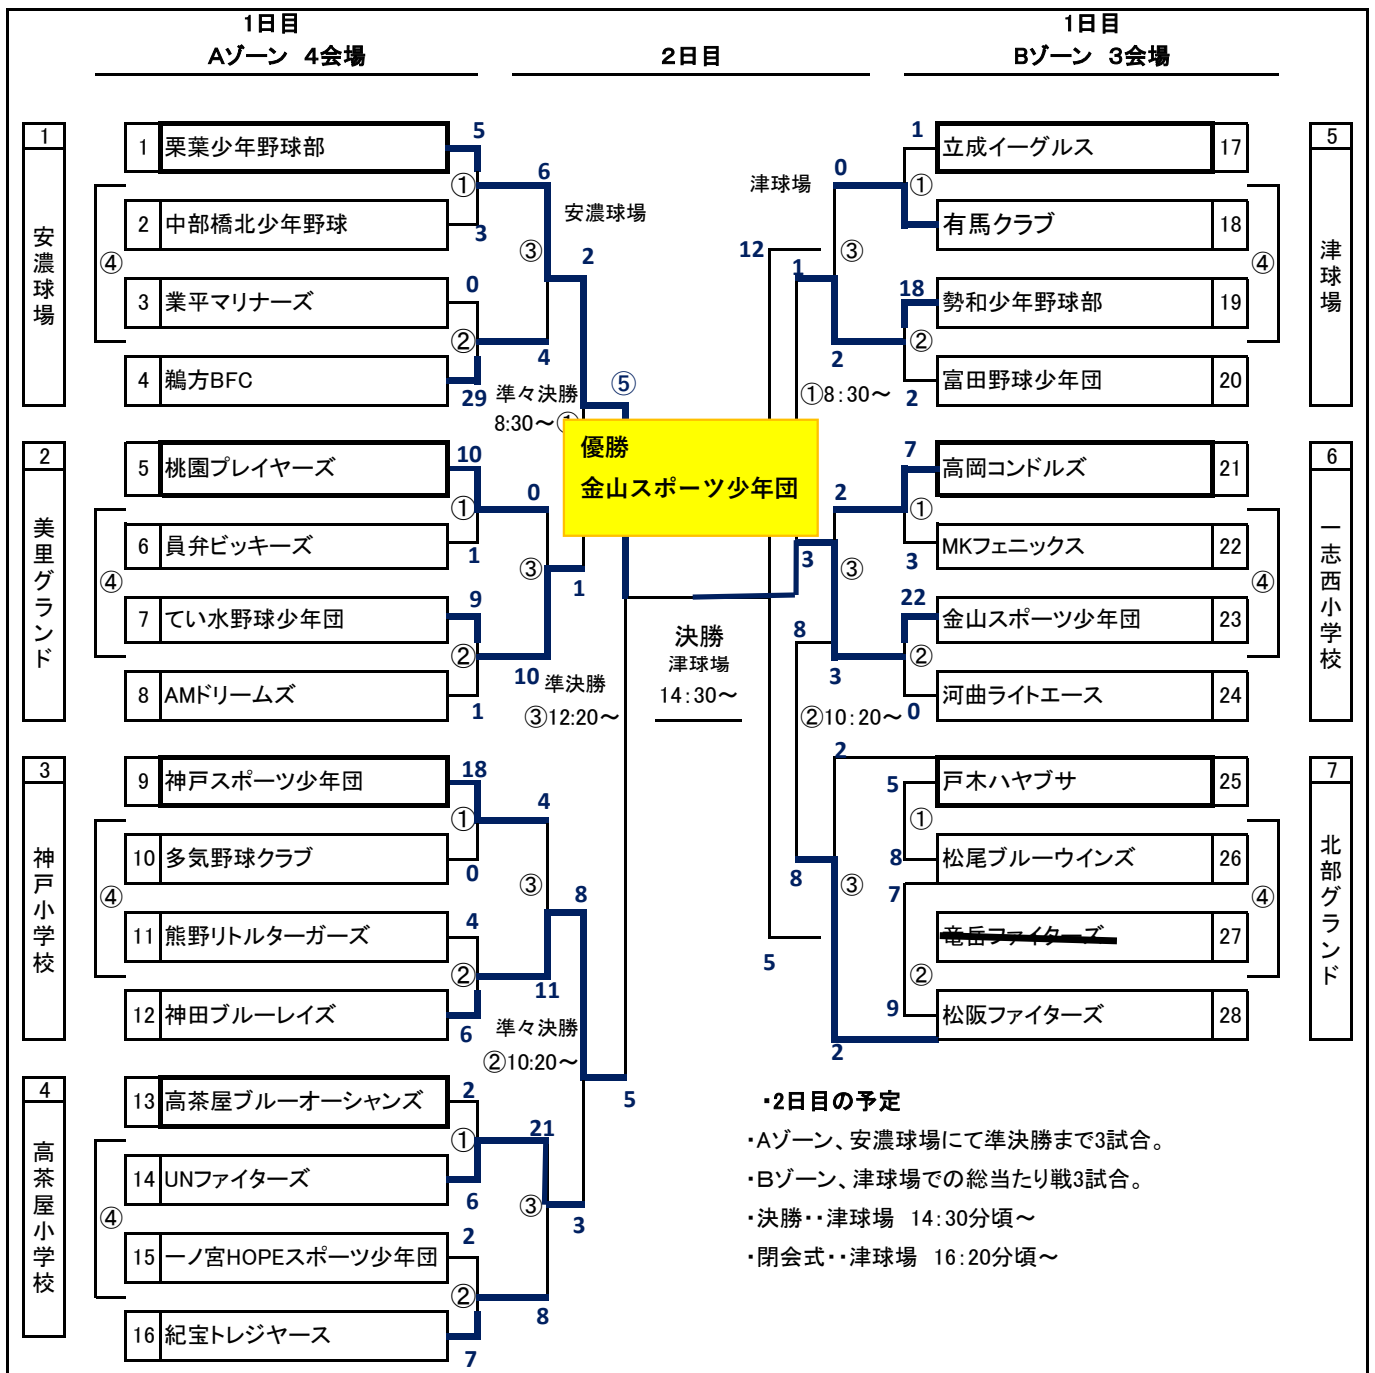 1日目
Aゾーン 4会場
2日目
1日目
Bゾーン 3会場
1
安濃球場
1 栗葉少年野球部 5
①
2 中部橋北少年野球 3
④
3 業平マリナーズ 0
②
4 鵜方BFC 29
6
③
4
安濃球場
2
準々決勝
8:30～①
⑤
2
美里グランド
5 桃園プレイヤーズ 10
①
6 員弁ビッキーズ 1
④
7 てい水野球少年団 9
②
8 AMドリームズ 1
0
③
10
1
準決勝
③12:20～
3
神戸小学校
9 神戸スポーツ少年団 18
①
10 多気野球クラブ 0
④
11 熊野リトルターガーズ 4
②
12 神田ブルーレイズ 6
4
③
11
8
準々決勝
②10:20～
5
4
高茶屋小学校
13 高茶屋ブルーオーシャンズ 2
①
14 UNファイターズ 6
④
15 一ノ宮HOPEスポーツ少年団 2
②
16 紀宝トレジヤース 7
21
③
8
3
優勝
金山スポーツ少年団
決勝
津球場
14:30～
津球場
12
1
0
③
2
①8:30～
1 立成イーグルス 17
①
有馬クラブ 18
④
18 勢和少年野球部 19
②
2 富田野球少年団 20
5
津球場
2
③
3
3
8
②10:20～
7 高岡コンドルズ 21
①
3 MKフェニックス 22
④
22 金山スポーツ少年団 23
②
0 河曲ライトエース 24
6
一志西小学校
2
③
2
8
5
5 戸木ハヤブサ 25
①
8 松尾ブルーウインズ 26
7
④
竜岳ファイターズ 27
②
9 松阪ファイターズ 28
7
北部グランド
・2日目の予定
・Aゾーン、安濃球場にて準決勝まで3試合。
・Bゾーン、津球場での総当たり戦3試合。
・決勝・・津球場 14:30分頃～
・閉会式・・津球場 16:20分頃～